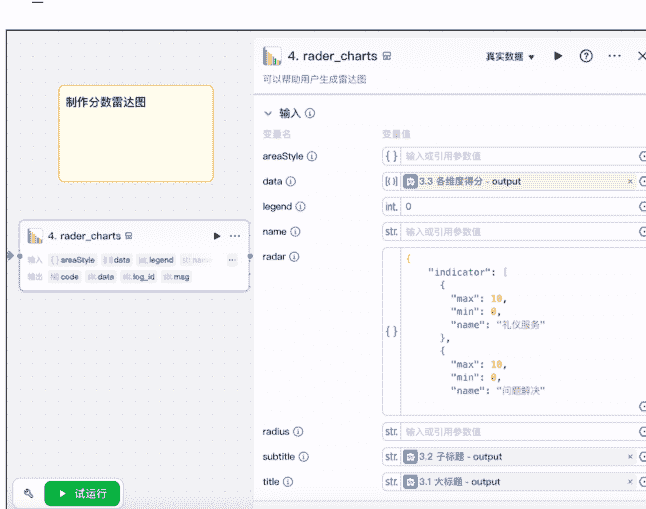 制作分数雷达图
4. rader_charts
输入 areaStyle data legend str.name ...
输出 code data str.log_id str.msg
试运行
4. rader_charts
真实数据
可以帮助用户生成雷达图
输入
变量名 变量值
areaStyle { } 输入或引用参数值
data 3.3 各维度得分 - output ×
legend int. 0
name str. 输入或引用参数值
radar { }
{
"indicator": [
{
"max": 10,
"min": 0,
"name": "礼仪服务"
},
{
"max": 10,
"min": 0,
"name": "问题解决"
radius str. 输入或引用参数值
subtitle str. 3.2 子标题 - output ×
title str. 3.1 大标题 - output ×